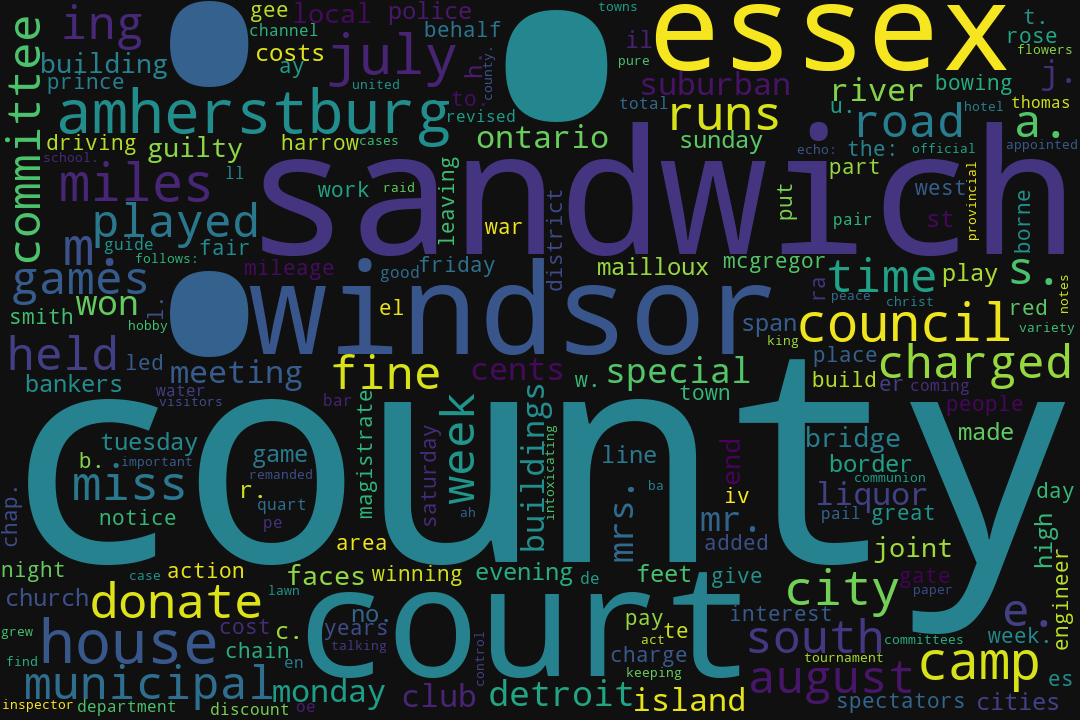 committee
ing
gee
local
police
towns
essex
t.
rose
flowers
channel
behalf
il
pure
costs
july
h.
county.
building
ay
prince
united
to.
suburban
river
bowing
j.
amherstburg
revised
total
runs
u.
road
hotel
thomas
a.
driving
guilty
harrow
cases
ontario
sunday
echo:
the:
official
appointed
school.
miles
ll
work
raid
leaving
sandwich
part
put
west
provincial
borne
played
war
district
pair
st
m.
guide
fair
follows:
mileage
good
friday
mailloux
mcgregor
games
won
l.
el
windsor
ra
time
play
s.
peace
christ
red
notes
smith
hobby
span
king
council
variety
held
led
meeting
fine
cents
w.
special
place
charged
bankers
water
visitors
bar
town
build
er
coming
people
county
magistrate
saturday
week
buildings
intoxicating
tuesday
b.
important
game
remanded
line
end
bridge
made
miss
r.
quart
border
communion
chap.
notice
pe
ah
mrs.
ba
iv
liquor
day
mr.
pail
great
area
added
high
joint
night
case
action
faces
winning
evening
de
feet
give
city
gate
paper
engineer
church
donate
lawn
court
no.
interest
e.
grew
cost
c.
years
pay
te
act
south
committees
week.
house
chain
talking
control
charge
tournament
find
en
keeping
camp
municipal
monday
club
detroit
island
august
es
inspector
department
discount
oe
spectators
cities